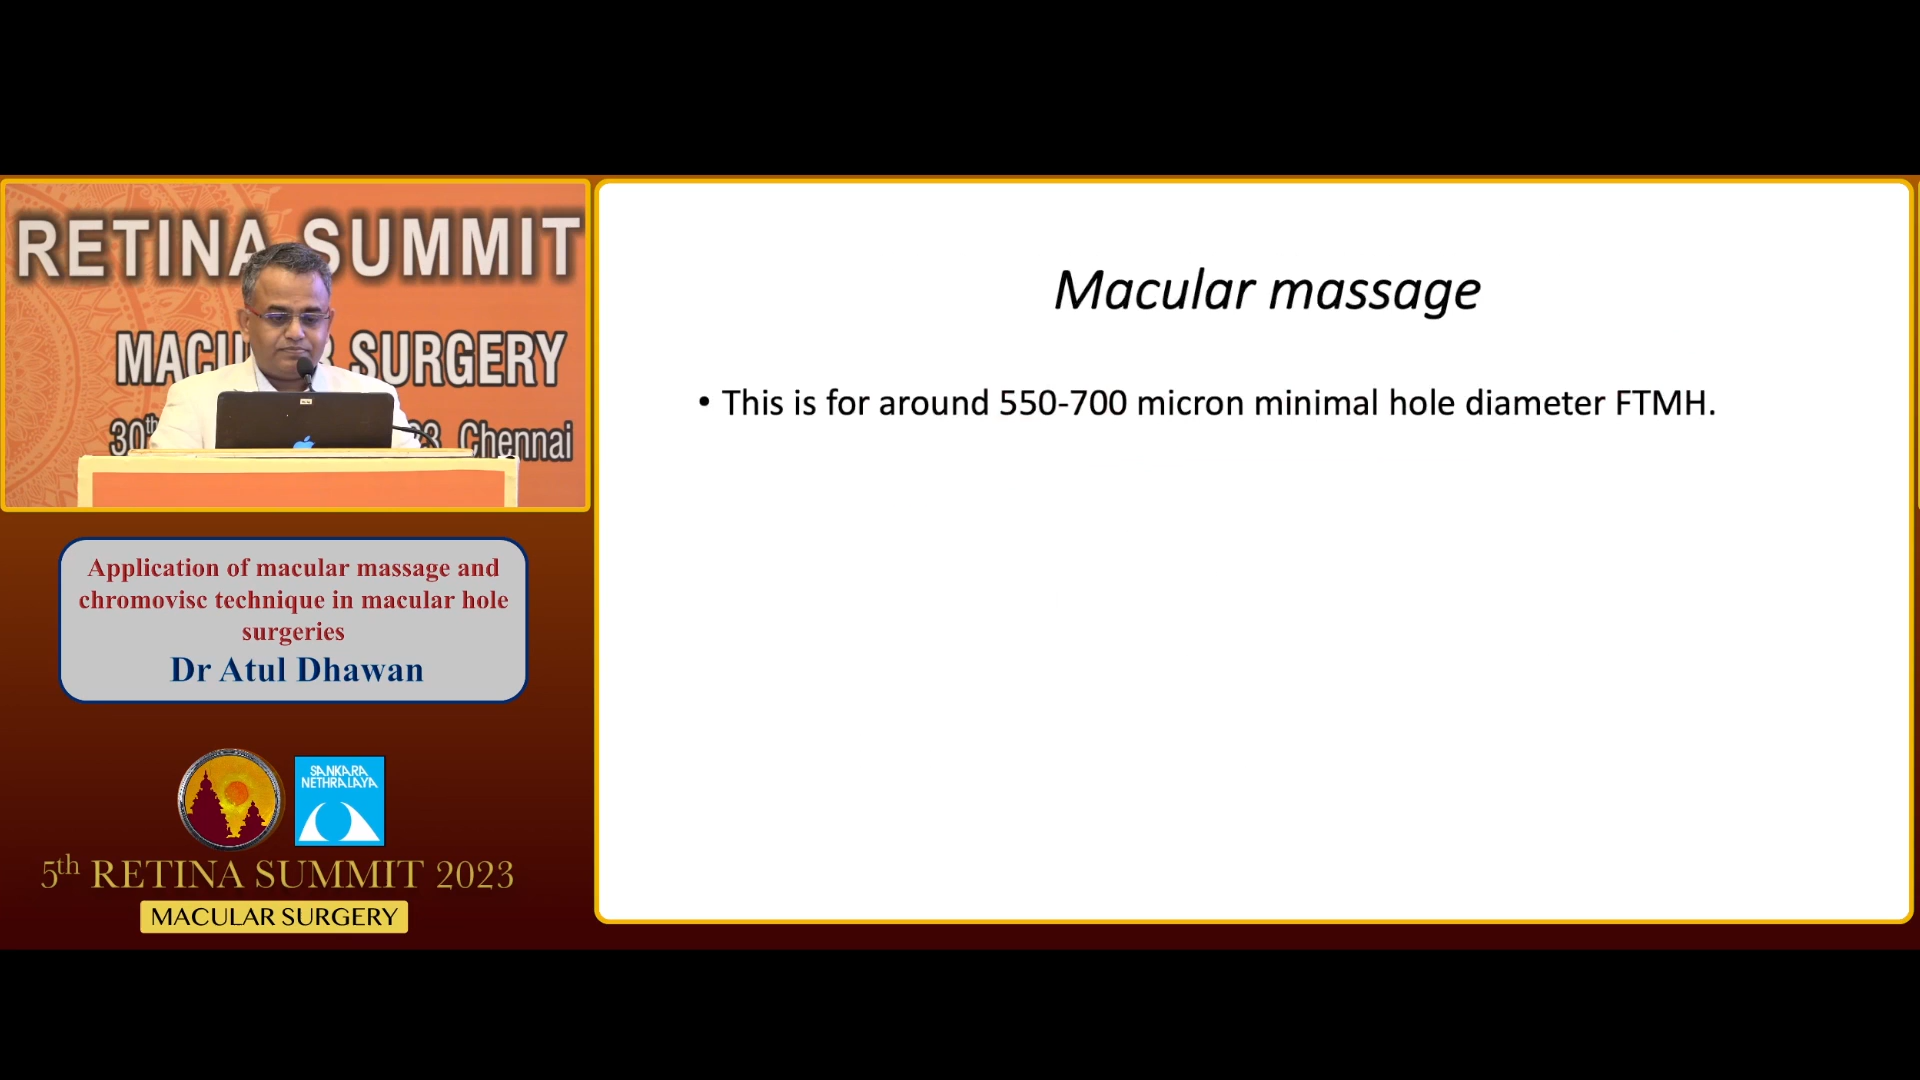 RETINA SUMMIT
SURGERY
Chennai
Macular massage
• This is for around 550-700 micron minimal hole diameter FTMH.
Application of macular massage and
chromovisc technique in macular hole
surgeries
Dr Atul Dhawan
SANKARA
NETHRALAYA
5th RETINA SUMMIT 2023
MACULAR SURGERY